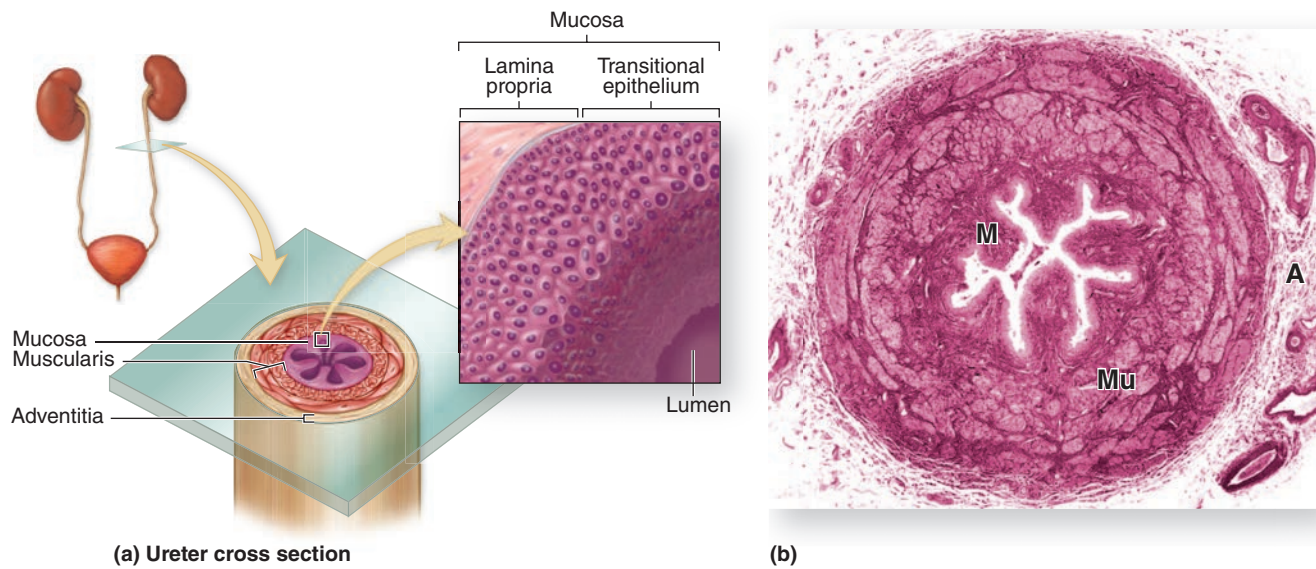 Mucosa
Lamina
propria
Transitional
epithelium
Mucosa
Muscularis
Adventitia
Lumen
(a) Ureter cross section
M
A
Mu
(b)